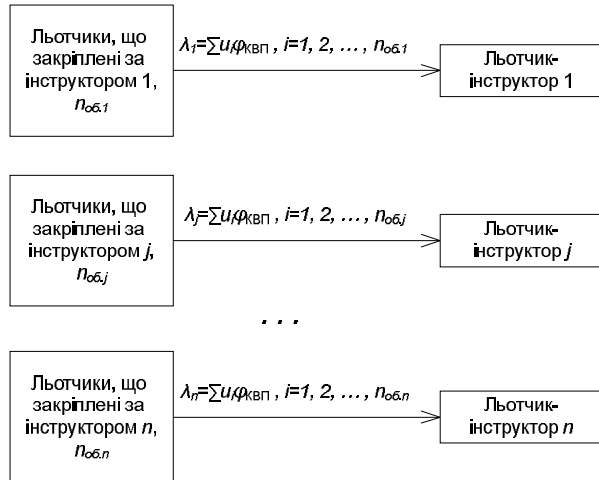 Льотчики, що
закріплені за
інструктором 1,
nоб.1
λ1=∑uiφКВП , i=1, 2, … , nоб.1
Льотчик-
інструктор 1
Льотчики, що
закріплені за
інструктором j,
nоб.j
λj=∑uiφКВП , i=1, 2, … , nоб.j
Льотчик-
інструктор j
. . .
Льотчики, що
закріплені за
інструктором n,
nоб.n
λn=∑uiφКВП , i=1, 2, … , nоб.n
Льотчик-
інструктор n